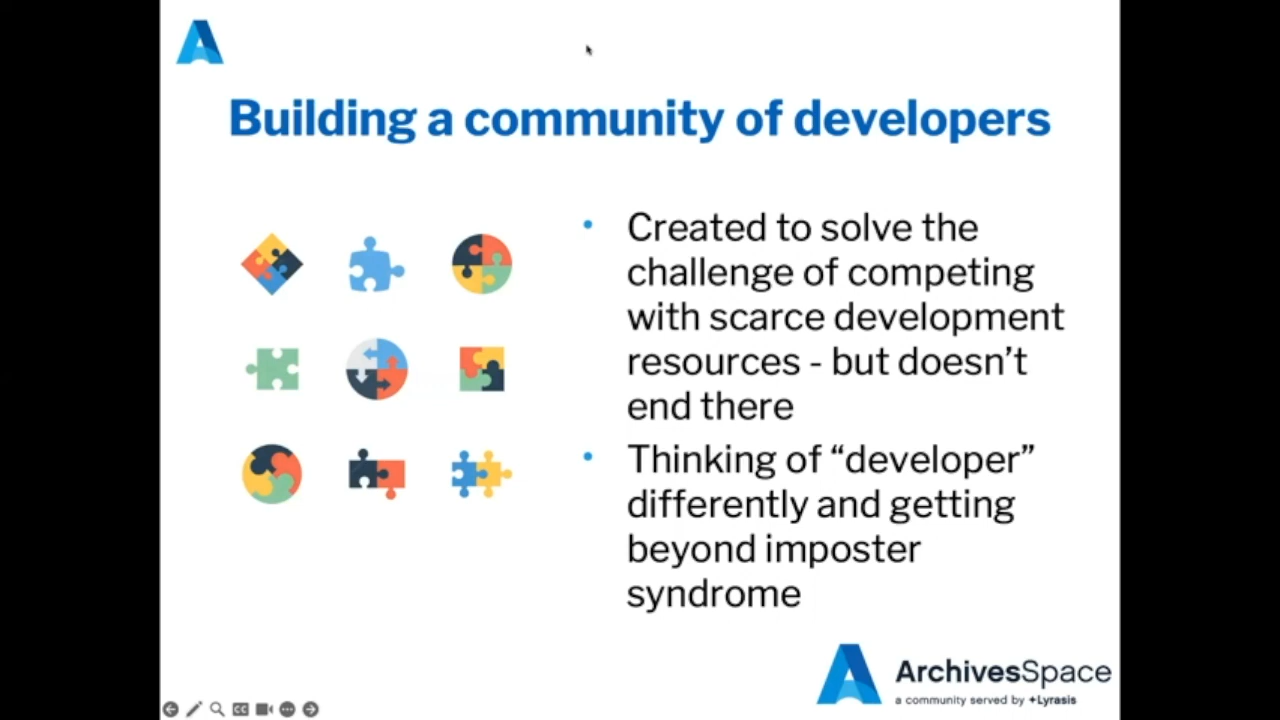 Building a community of developers
• Created to solve the
challenge of competing
with scarce development
resources - but doesn’t
end there
• Thinking of “developer”
differently and getting
beyond imposter
syndrome
ArchivesSpace
a community served by +Lyrasis
CC